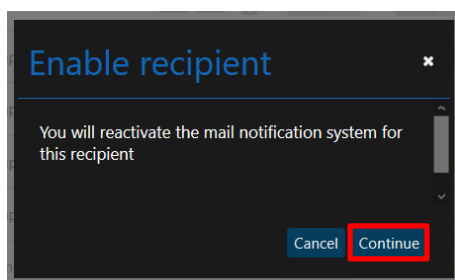 Enable recipient
You will reactivate the mail notification system for
this recipient
Cancel Continue